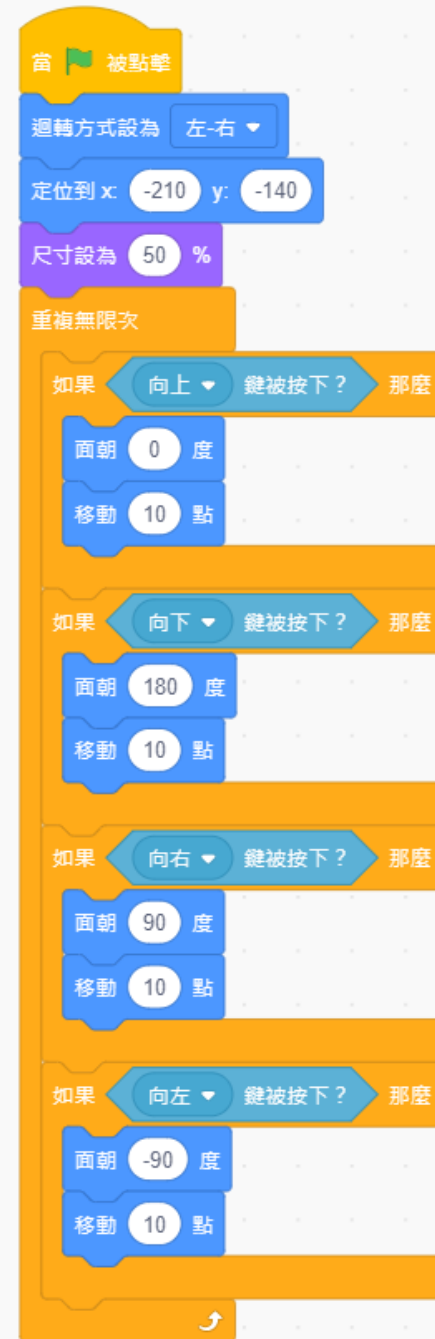 當 被點擊
迴轉方式設為 左-右
定位到 x: -210 y: -140
尺寸設為 50 %
重複無限次
如果 向上 鍵被按下？ 那麼
面朝 0 度
移動 10 點
如果 向下 鍵被按下？ 那麼
面朝 180 度
移動 10 點
如果 向右 鍵被按下？ 那麼
面朝 90 度
移動 10 點
如果 向左 鍵被按下？ 那麼
面朝 -90 度
移動 10 點